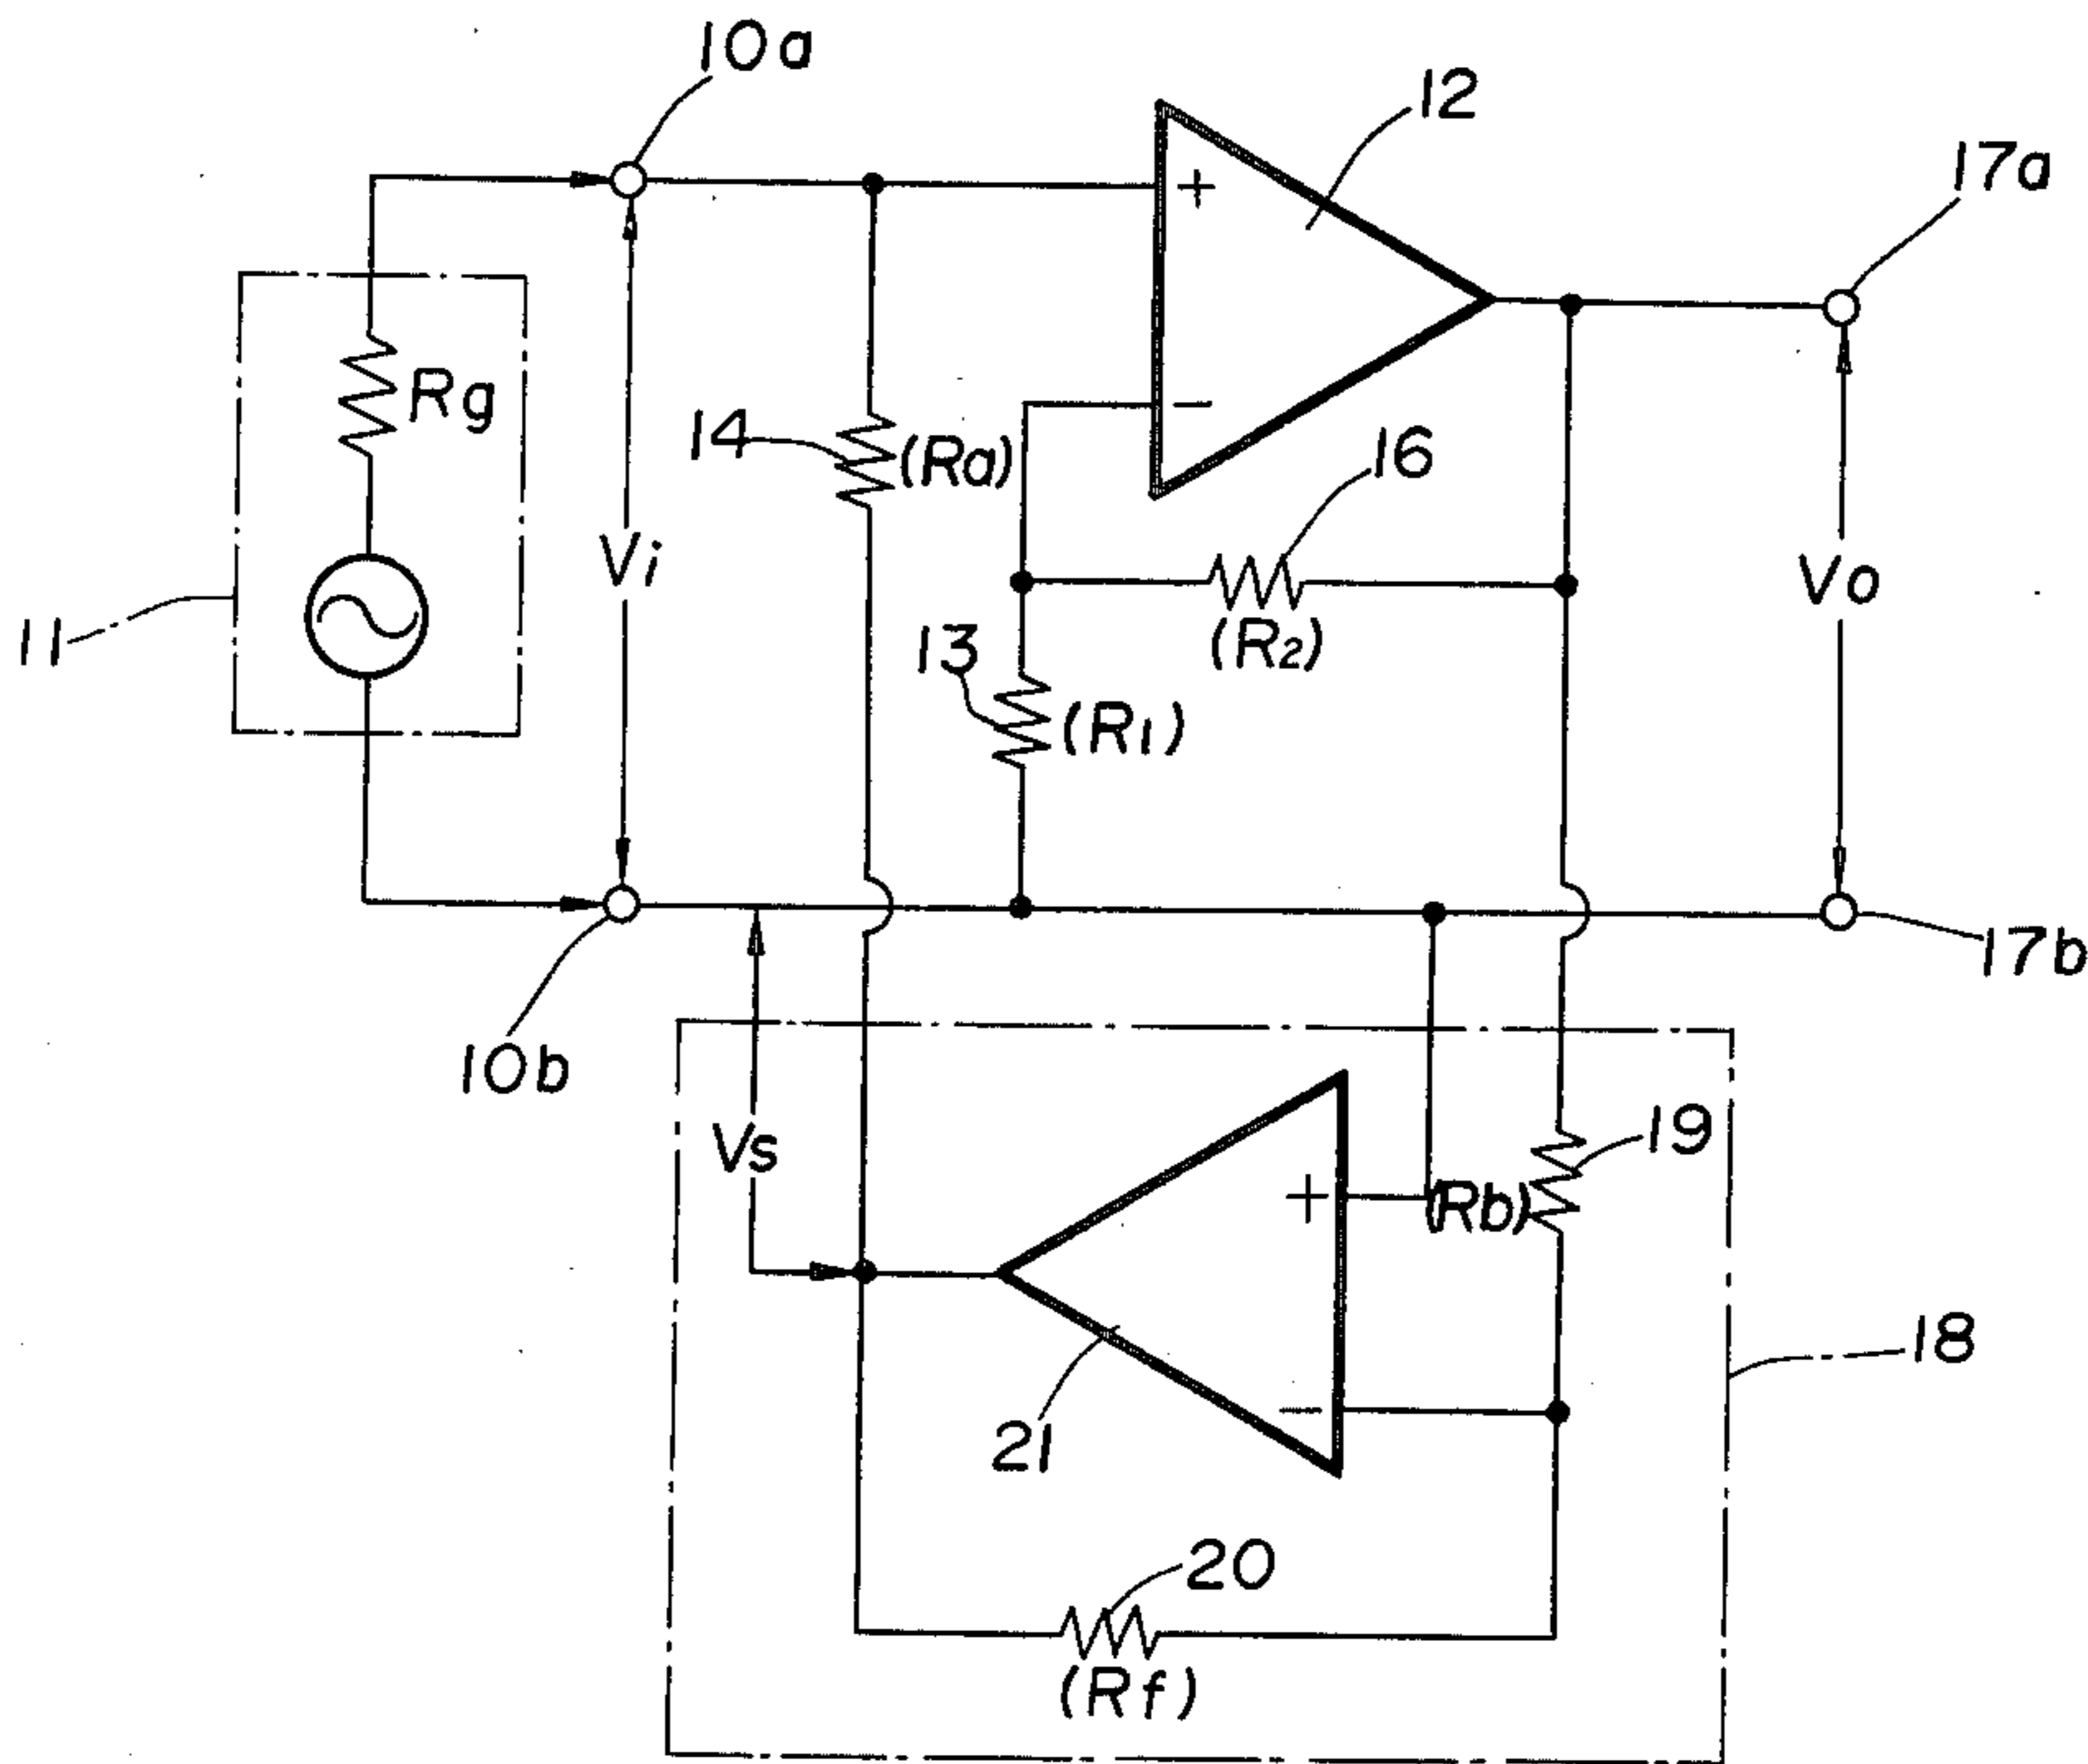 10a
12
17a
+
Rg
−
14
(Ra)
16
Vi
Vo
11
(R2)
13
(R1)
17b
10b
19
Vs
+
(Rb)
18
−
21
20
(Rf)